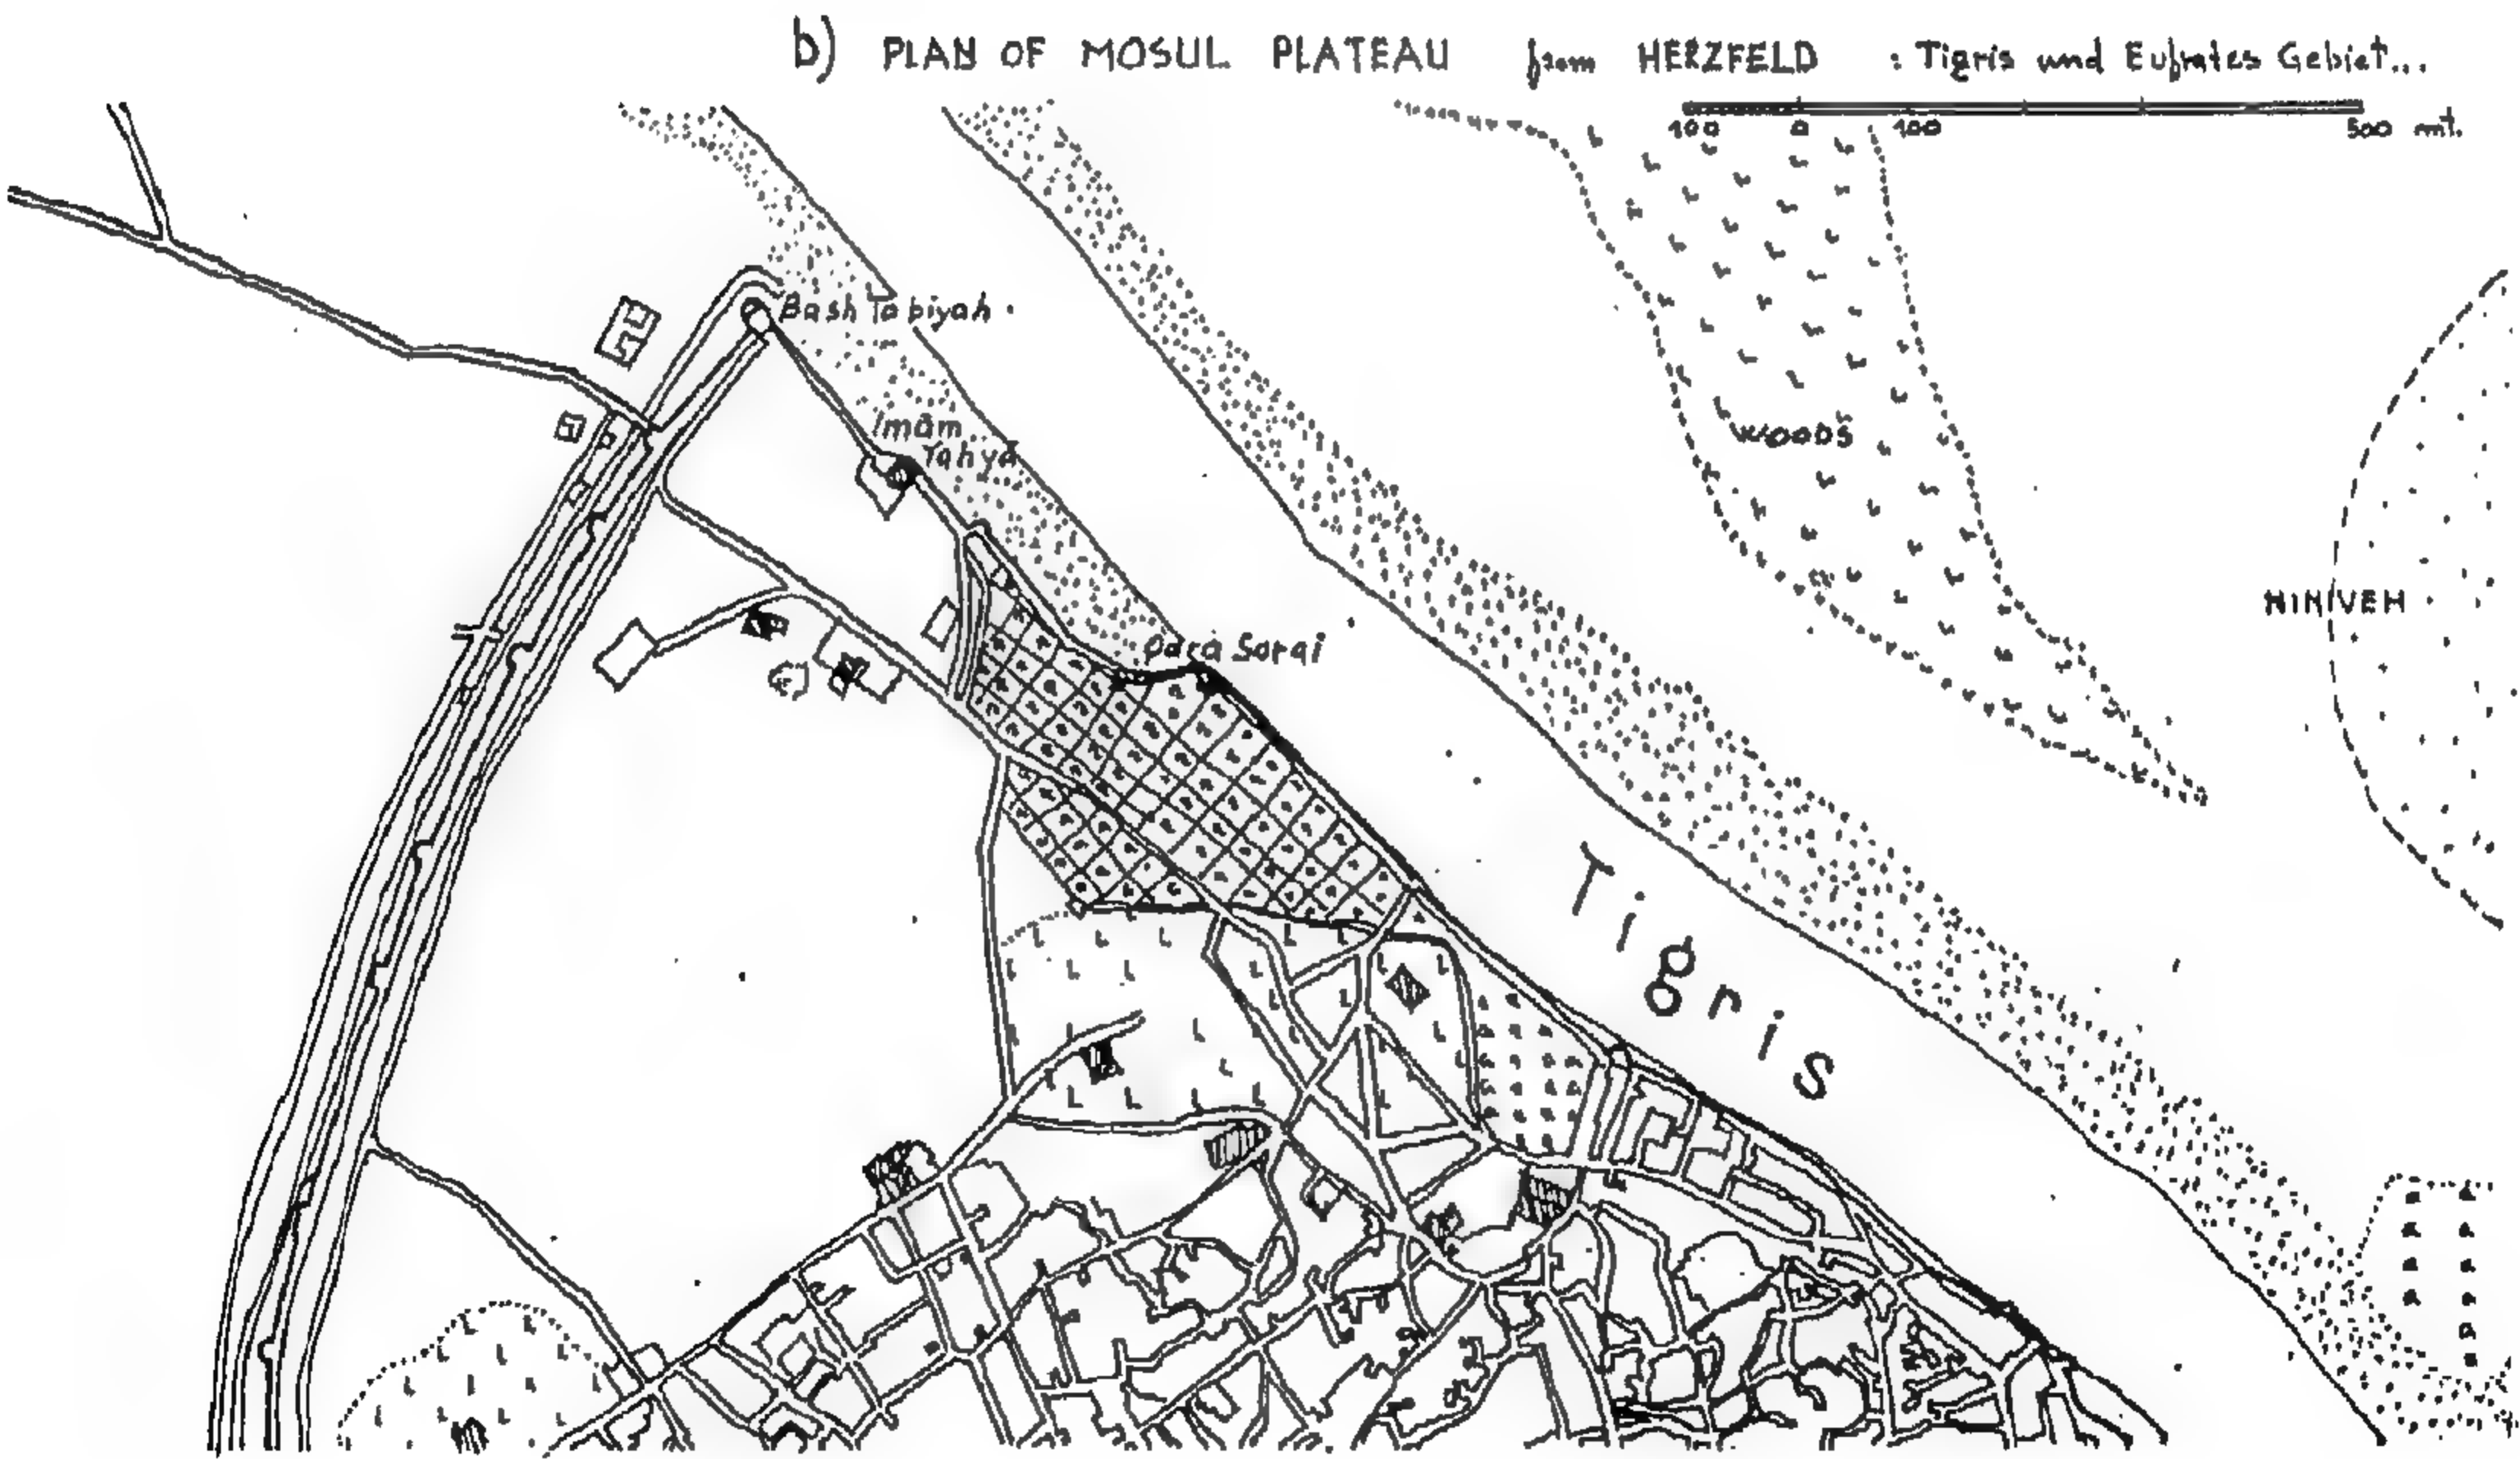 b) PLAN OF MOSUL PLATEAU from HERZFELD : Tigris und Eufrates Gebiet...
100 0 100 500 mt.
Bash Tabiyah
Imām
Yahyā
WOODS
NINIVEH
Qara Sarai
Tigris